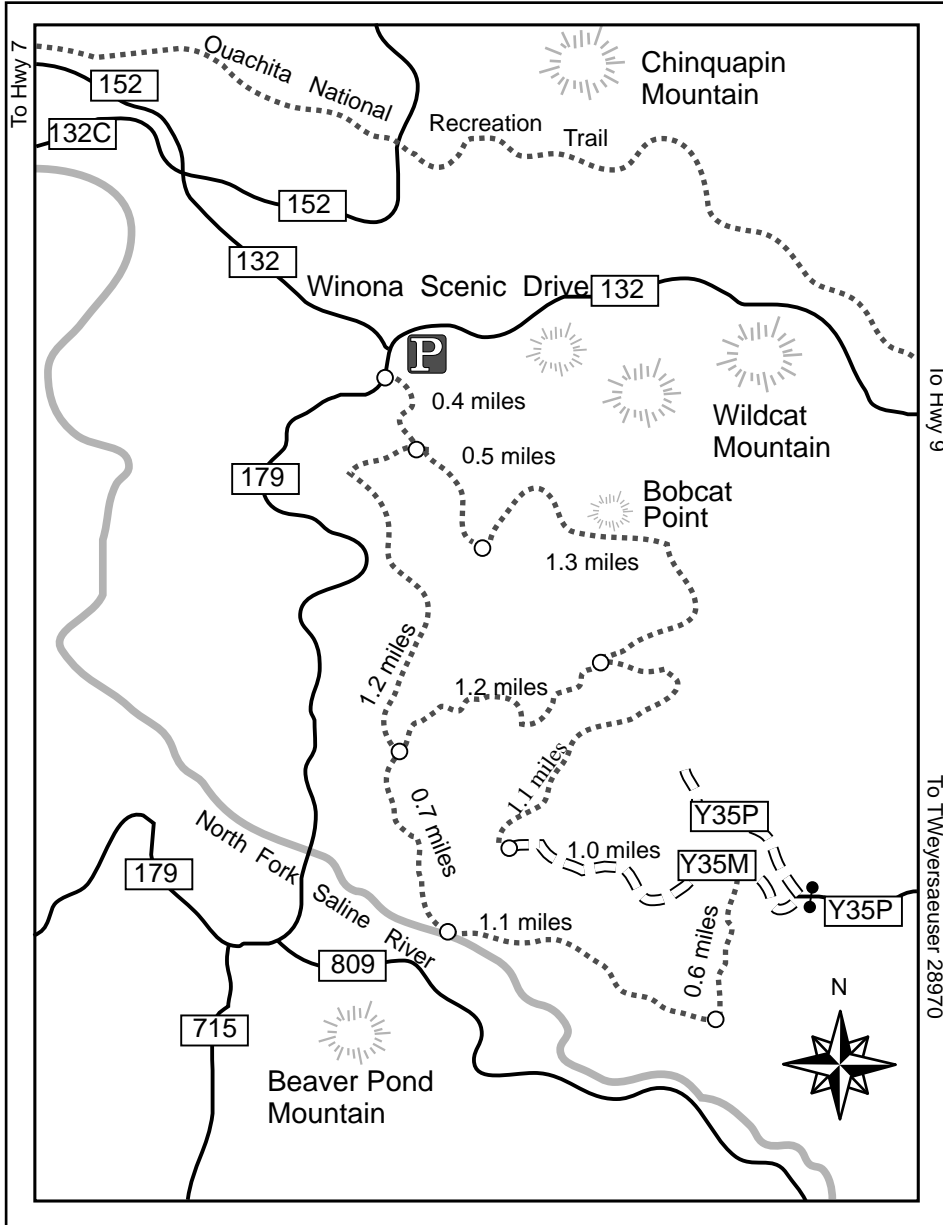 To Hwy 7
Ouachita
National
Recreation
Trail
Chinquapin
Mountain
152
132C
152
132
Winona Scenic Drive
132
P
0.4 miles
Wildcat
Mountain
To Hwy 9
0.5 miles
179
Bobcat
Point
1.3 miles
1.2 miles
1.2 miles
1.1 miles
0.7 miles
To TWeyersaeuser 28970
North Fork Saline River
Y35P
1.0 miles
Y35M
179
Y35P
1.1 miles
0.6 miles
809
N
715
Beaver Pond
Mountain